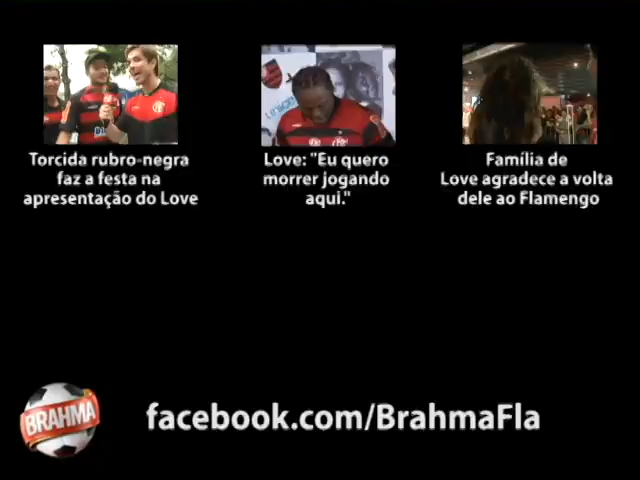 Torcida rubro-negra
faz a festa na
apresentação do Love
Love: "Eu quero
morrer jogando
aqui."
Família de
Love agradece a volta
dele ao Flamengo
BRAHMA
facebook.com/BrahmaFla